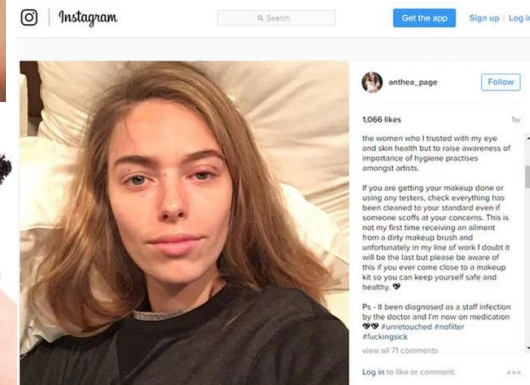 Instagram
Search
Get the app
Sign up | Log in
anthea_page
Follow
1,066 likes
1w
the women who I trusted with my eye
and skin health but to raise awareness of
importance of hygiene practises
amongst artists.
If you are getting your makeup done or
using any testers, check everything has
been cleaned to your standard even if
someone scoffs at your concerns. This is
not my first time receiving an ailment
from a dirty makeup brush and
unfortunately in my line of work I doubt it
will be the last but please be aware of
this if you ever come close to a makeup
kit so you can keep yourself safe and
healthy. 💖
Ps - It been diagnosed as a staff infection
by the doctor and I'm now on medication
💖💖 #unretouched #nofilter
#fuckingsick
view all 71 comments
Log in to like or comment.